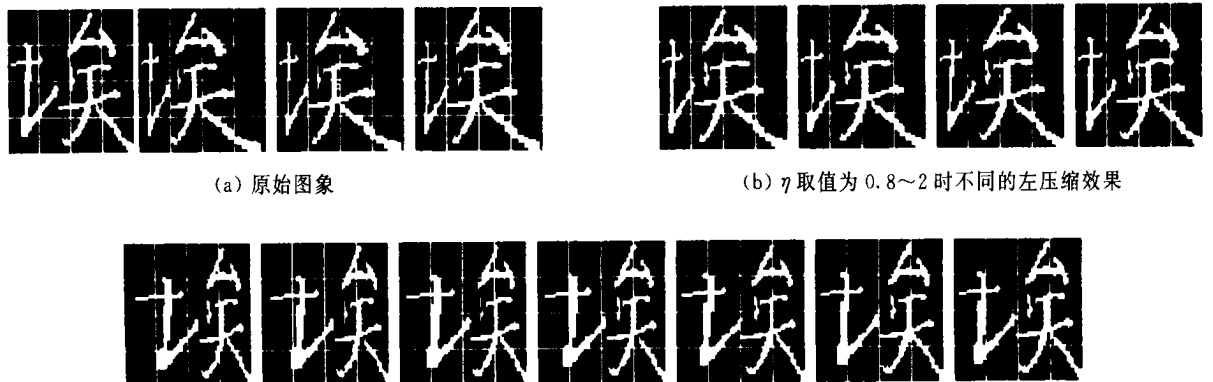 埃 埃 埃 埃 埃 埃 埃 埃
(a) 原始图象
(b) η取值为 0.8～2 时不同的左压缩效果
埃 埃 埃 埃 埃 埃 埃